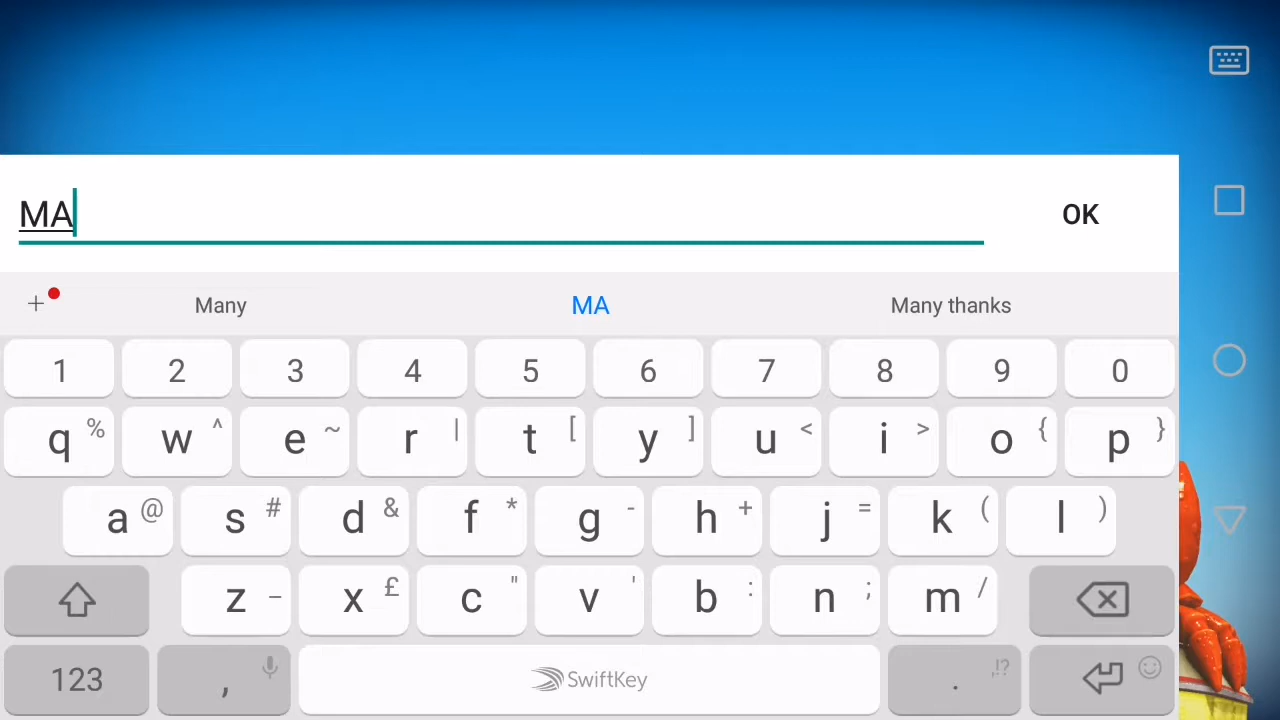 MA
OK
+ Many MA Many thanks
1 2 3 4 5 6 7 8 9 0
q % w ^ e ~ r | t [ y ] u < i > o { p }
a @ s # d & f * g - h + j = k ( l )
z _ x £ c " v ' b : n ; m /
123 , SwiftKey . ,!?